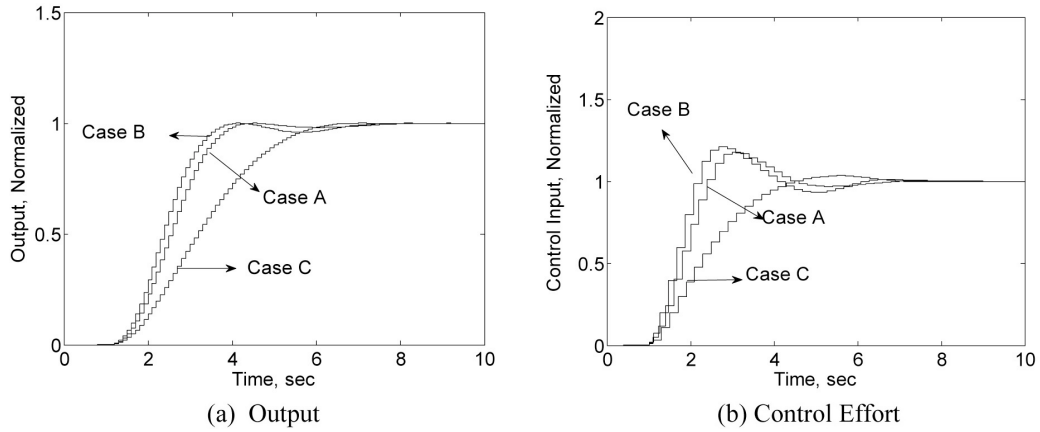 1.5
1
0.5
0
Output, Normalized
Case B
Case A
Case C
0 2 4 6 8 10
Time, sec
(a) Output
2
1.5
1
0.5
0
Control Input, Normalized
Case B
Case A
Case C
0 2 4 6 8 10
Time, sec
(b) Control Effort